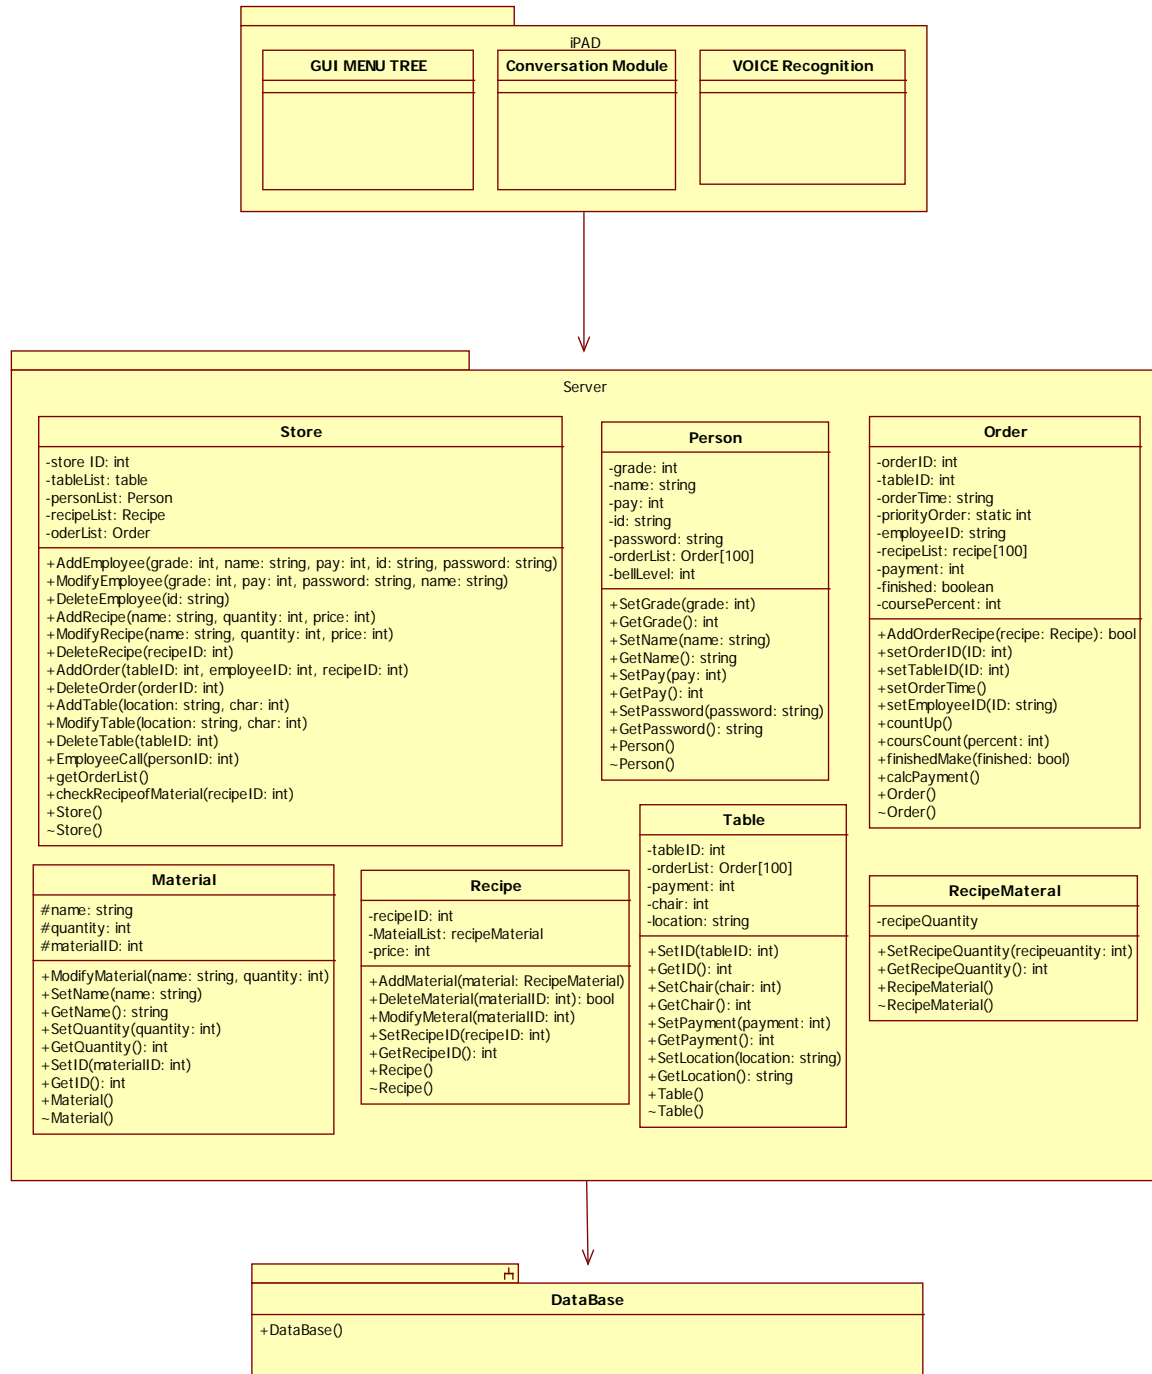 iPAD
GUI MENU TREE
Conversation Module
VOICE Recognition
Server
Store
-store ID: int
-tableList: table
-personList: Person
-recipeList: Recipe
-oderList: Order
+AddEmployee(grade: int, name: string, pay: int, id: string, password: string)
+ModifyEmployee(grade: int, pay: int, password: string, name: string)
+DeleteEmployee(id: string)
+AddRecipe(name: string, quantity: int, price: int)
+ModifyRecipe(name: string, quantity: int, price: int)
+DeleteRecipe(recipeID: int)
+AddOrder(tableID: int, employeeID: int, recipeID: int)
+DeleteOrder(orderID: int)
+AddTable(location: string, char: int)
+ModifyTable(location: string, char: int)
+DeleteTable(tableID: int)
+EmployeeCall(personID: int)
+getOrderList()
+checkRecipeofMaterial(recipeID: int)
+Store()
~Store()
Person
-grade: int
-name: string
-pay: int
-id: string
-password: string
-orderList: Order[100]
-bellLevel: int
+SetGrade(grade: int)
+GetGrade(): int
+SetName(name: string)
+GetName(): string
+SetPay(pay: int)
+GetPay(): int
+SetPassword(password: string)
+GetPassword(): string
+Person()
~Person()
Order
-orderID: int
-tableID: int
-orderTime: string
-priorityOrder: static int
-employeeID: string
-recipeList: recipe[100]
-payment: int
-finished: boolean
-coursePercent: int
+AddOrderRecipe(recipe: Recipe): bool
+setOrderID(ID: int)
+setTableID(ID: int)
+setOrderTime()
+setEmployeeID(ID: string)
+countUp()
+coursCount(percent: int)
+finishedMake(finished: bool)
+calcPayment()
+Order()
~Order()
Material
#name: string
#quantity: int
#materialID: int
+ModifyMaterial(name: string, quantity: int)
+SetName(name: string)
+GetName(): string
+SetQuantity(quantity: int)
+GetQuantity(): int
+SetID(materialID: int)
+GetID(): int
+Material()
~Material()
Recipe
-recipeID: int
-MateialList: recipeMaterial
-price: int
+AddMaterial(material: RecipeMaterial)
+DeleteMaterial(materialID: int): bool
+ModifyMeteral(materialID: int)
+SetRecipeID(recipeID: int)
+GetRecipeID(): int
+Recipe()
~Recipe()
Table
-tableID: int
-orderList: Order[100]
-payment: int
-chair: int
-location: string
+SetID(tableID: int)
+GetID(): int
+SetChair(chair: int)
+GetChair(): int
+SetPayment(payment: int)
+GetPayment(): int
+SetLocation(location: string)
+GetLocation(): string
+Table()
~Table()
RecipeMateral
-recipeQuantity
+SetRecipeQuantity(recipeuantity: int)
+GetRecipeQuantity(): int
+RecipeMaterial()
~RecipeMaterial()
DataBase
+DataBase()